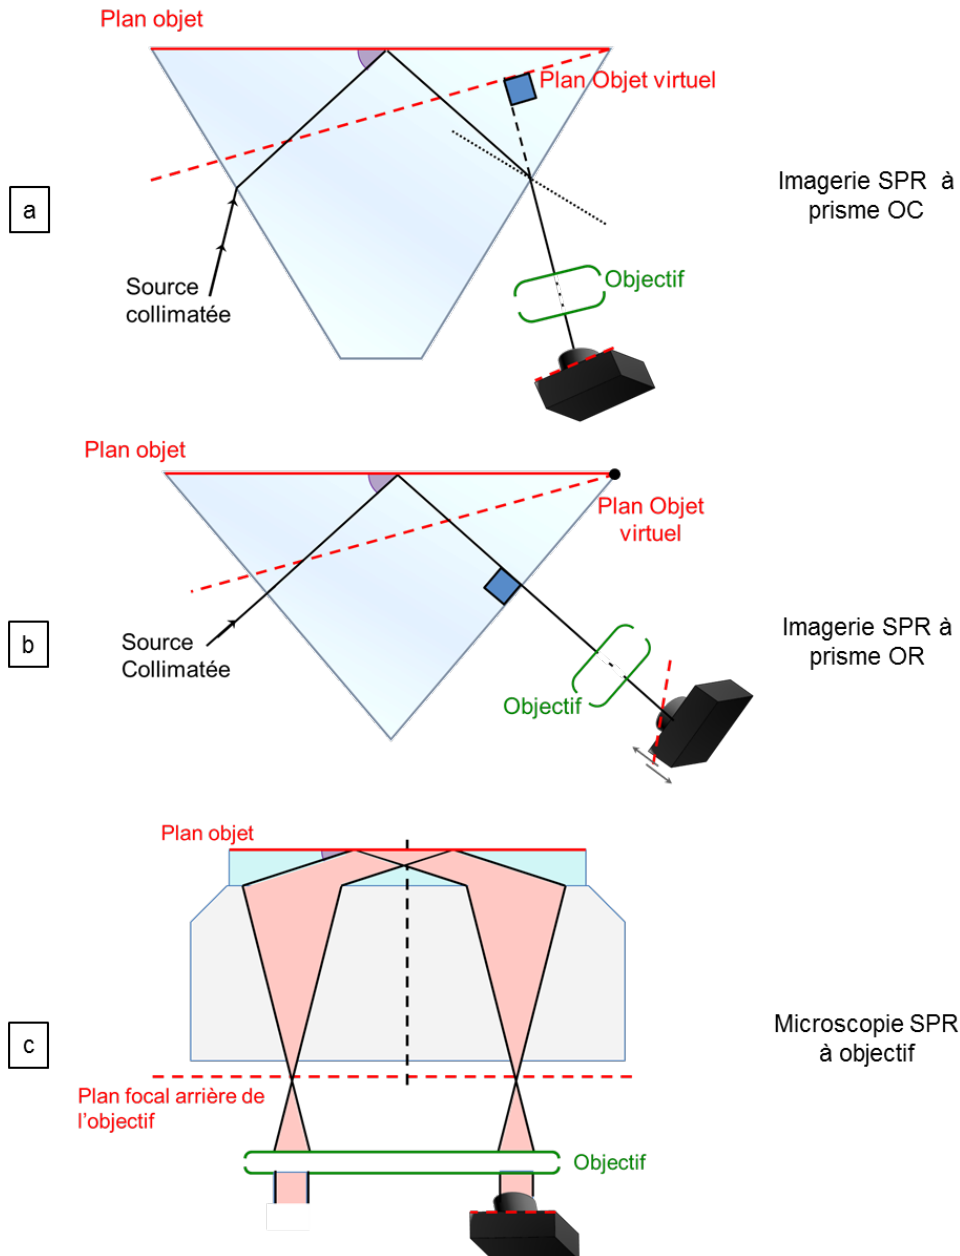 Plan objet
Plan Objet virtuel
a
Imagerie SPR à
prisme OC
Source
collimatée
Objectif
Plan objet
Plan Objet
virtuel
b
Source
Collimatée
Imagerie SPR à
prisme OR
Objectif
Plan objet
c
Microscopie SPR
à objectif
Plan focal arrière de
l'objectif
Objectif